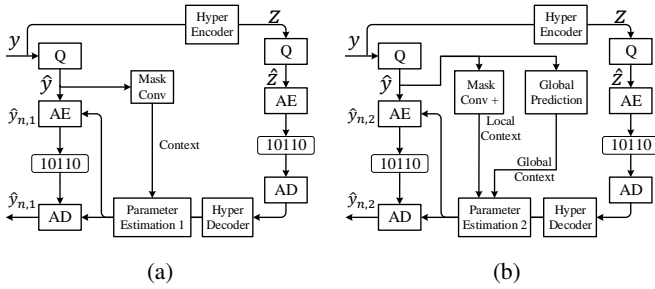 Hyper
Encoder
y
z
Q
Q
ŷ
ẑ
Mask
Conv
ŷn,1
AE
AE
Context
10110
10110
AD
ŷn,1
AD
Parameter
Estimation 1
Hyper
Decoder
(a)
Hyper
Encoder
y
z
Q
Q
ŷ
ẑ
Mask
Conv +
Global
Prediction
ŷn,2
AE
AE
Local
Context
10110
10110
Global
Context
AD
ŷn,2
AD
Parameter
Estimation 2
Hyper
Decoder
(b)